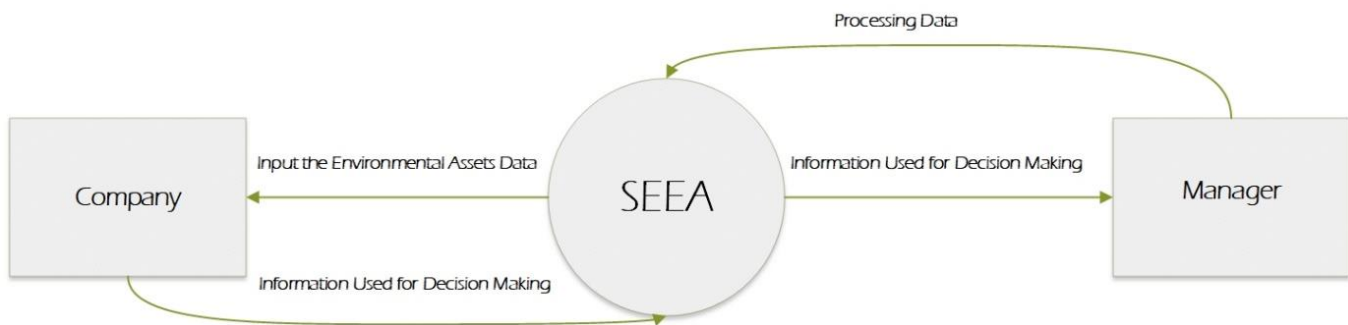 Processing Data
Input the Environmental Assets Data
Information Used for Decision Making
Company
SEEA
Manager
Information Used for Decision Making